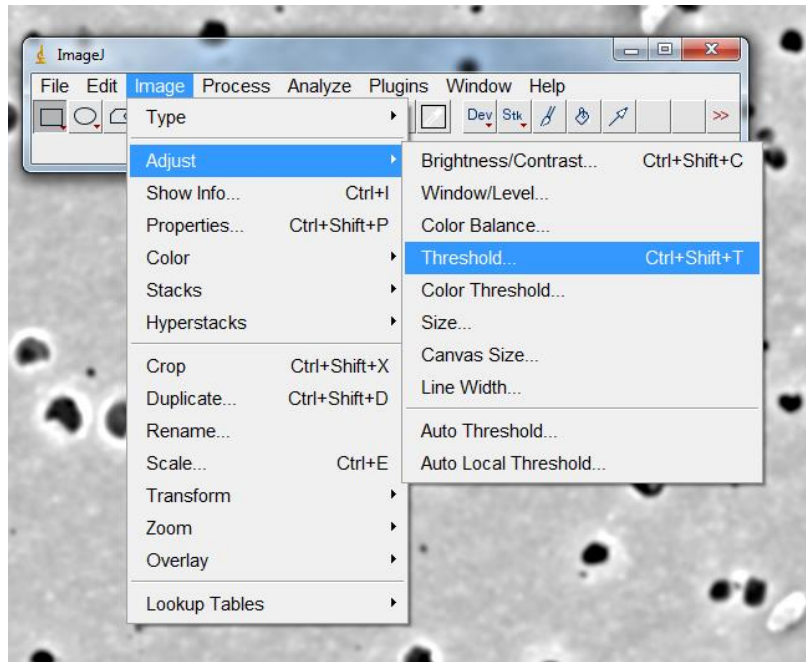 ImageJ
File Edit Image Process Analyze Plugins Window Help
Dev Stk >>
Type
Adjust
Show Info... Ctrl+I
Properties... Ctrl+Shift+P
Color
Stacks
Hyperstacks
Crop Ctrl+Shift+X
Duplicate... Ctrl+Shift+D
Rename...
Scale... Ctrl+E
Transform
Zoom
Overlay
Lookup Tables
Brightness/Contrast... Ctrl+Shift+C
Window/Level...
Color Balance...
Threshold... Ctrl+Shift+T
Color Threshold...
Size...
Canvas Size...
Line Width...
Auto Threshold...
Auto Local Threshold...